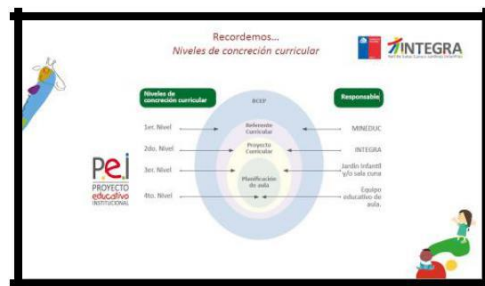 Recordemos...
Niveles de concreción curricular
INTEGRA
Niveles de
concreción curricular
BCEP
Responsable
1er. Nivel
Referente
Curricular
MINEDUC
2do. Nivel
Proyecto
Curricular
INTEGRA
3er. Nivel
Planificación
de aula
Jardín Infantil
y/o sala cuna
4to. Nivel
Equipo
educativo de
aula.
P.e.i
PROYECTO
educativo
INSTITUCIONAL